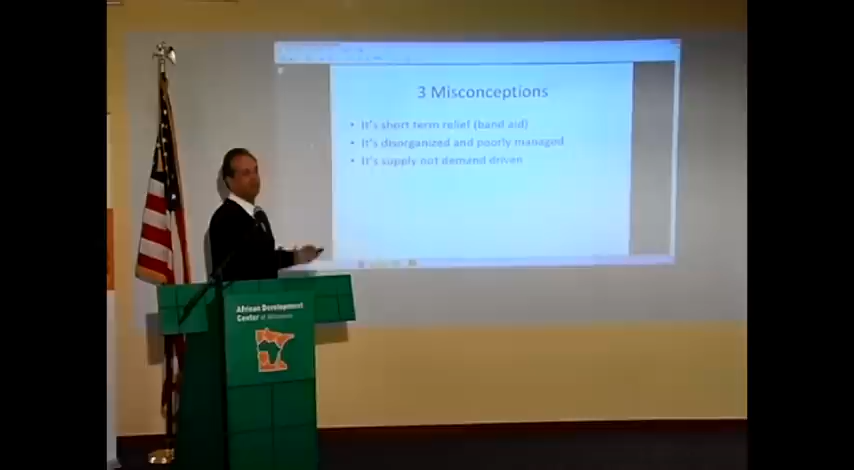 3 Misconceptions
• It's short term relief (band aid)
• It's disorganized and poorly managed
• It's supply not demand driven
African Development
Center of Minnesota